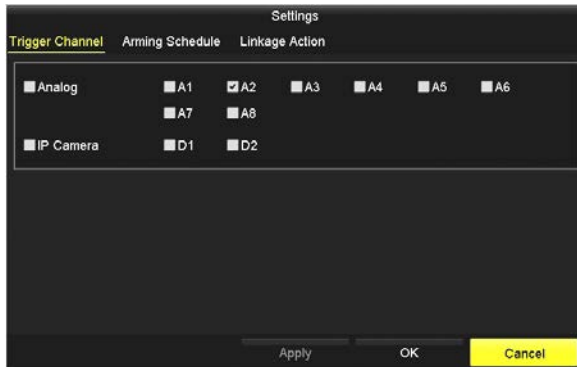 Settings
Trigger Channel Arming Schedule Linkage Action
Analog A1 A2 A3 A4 A5 A6
A7 A8
IP Camera D1 D2
Apply OK Cancel